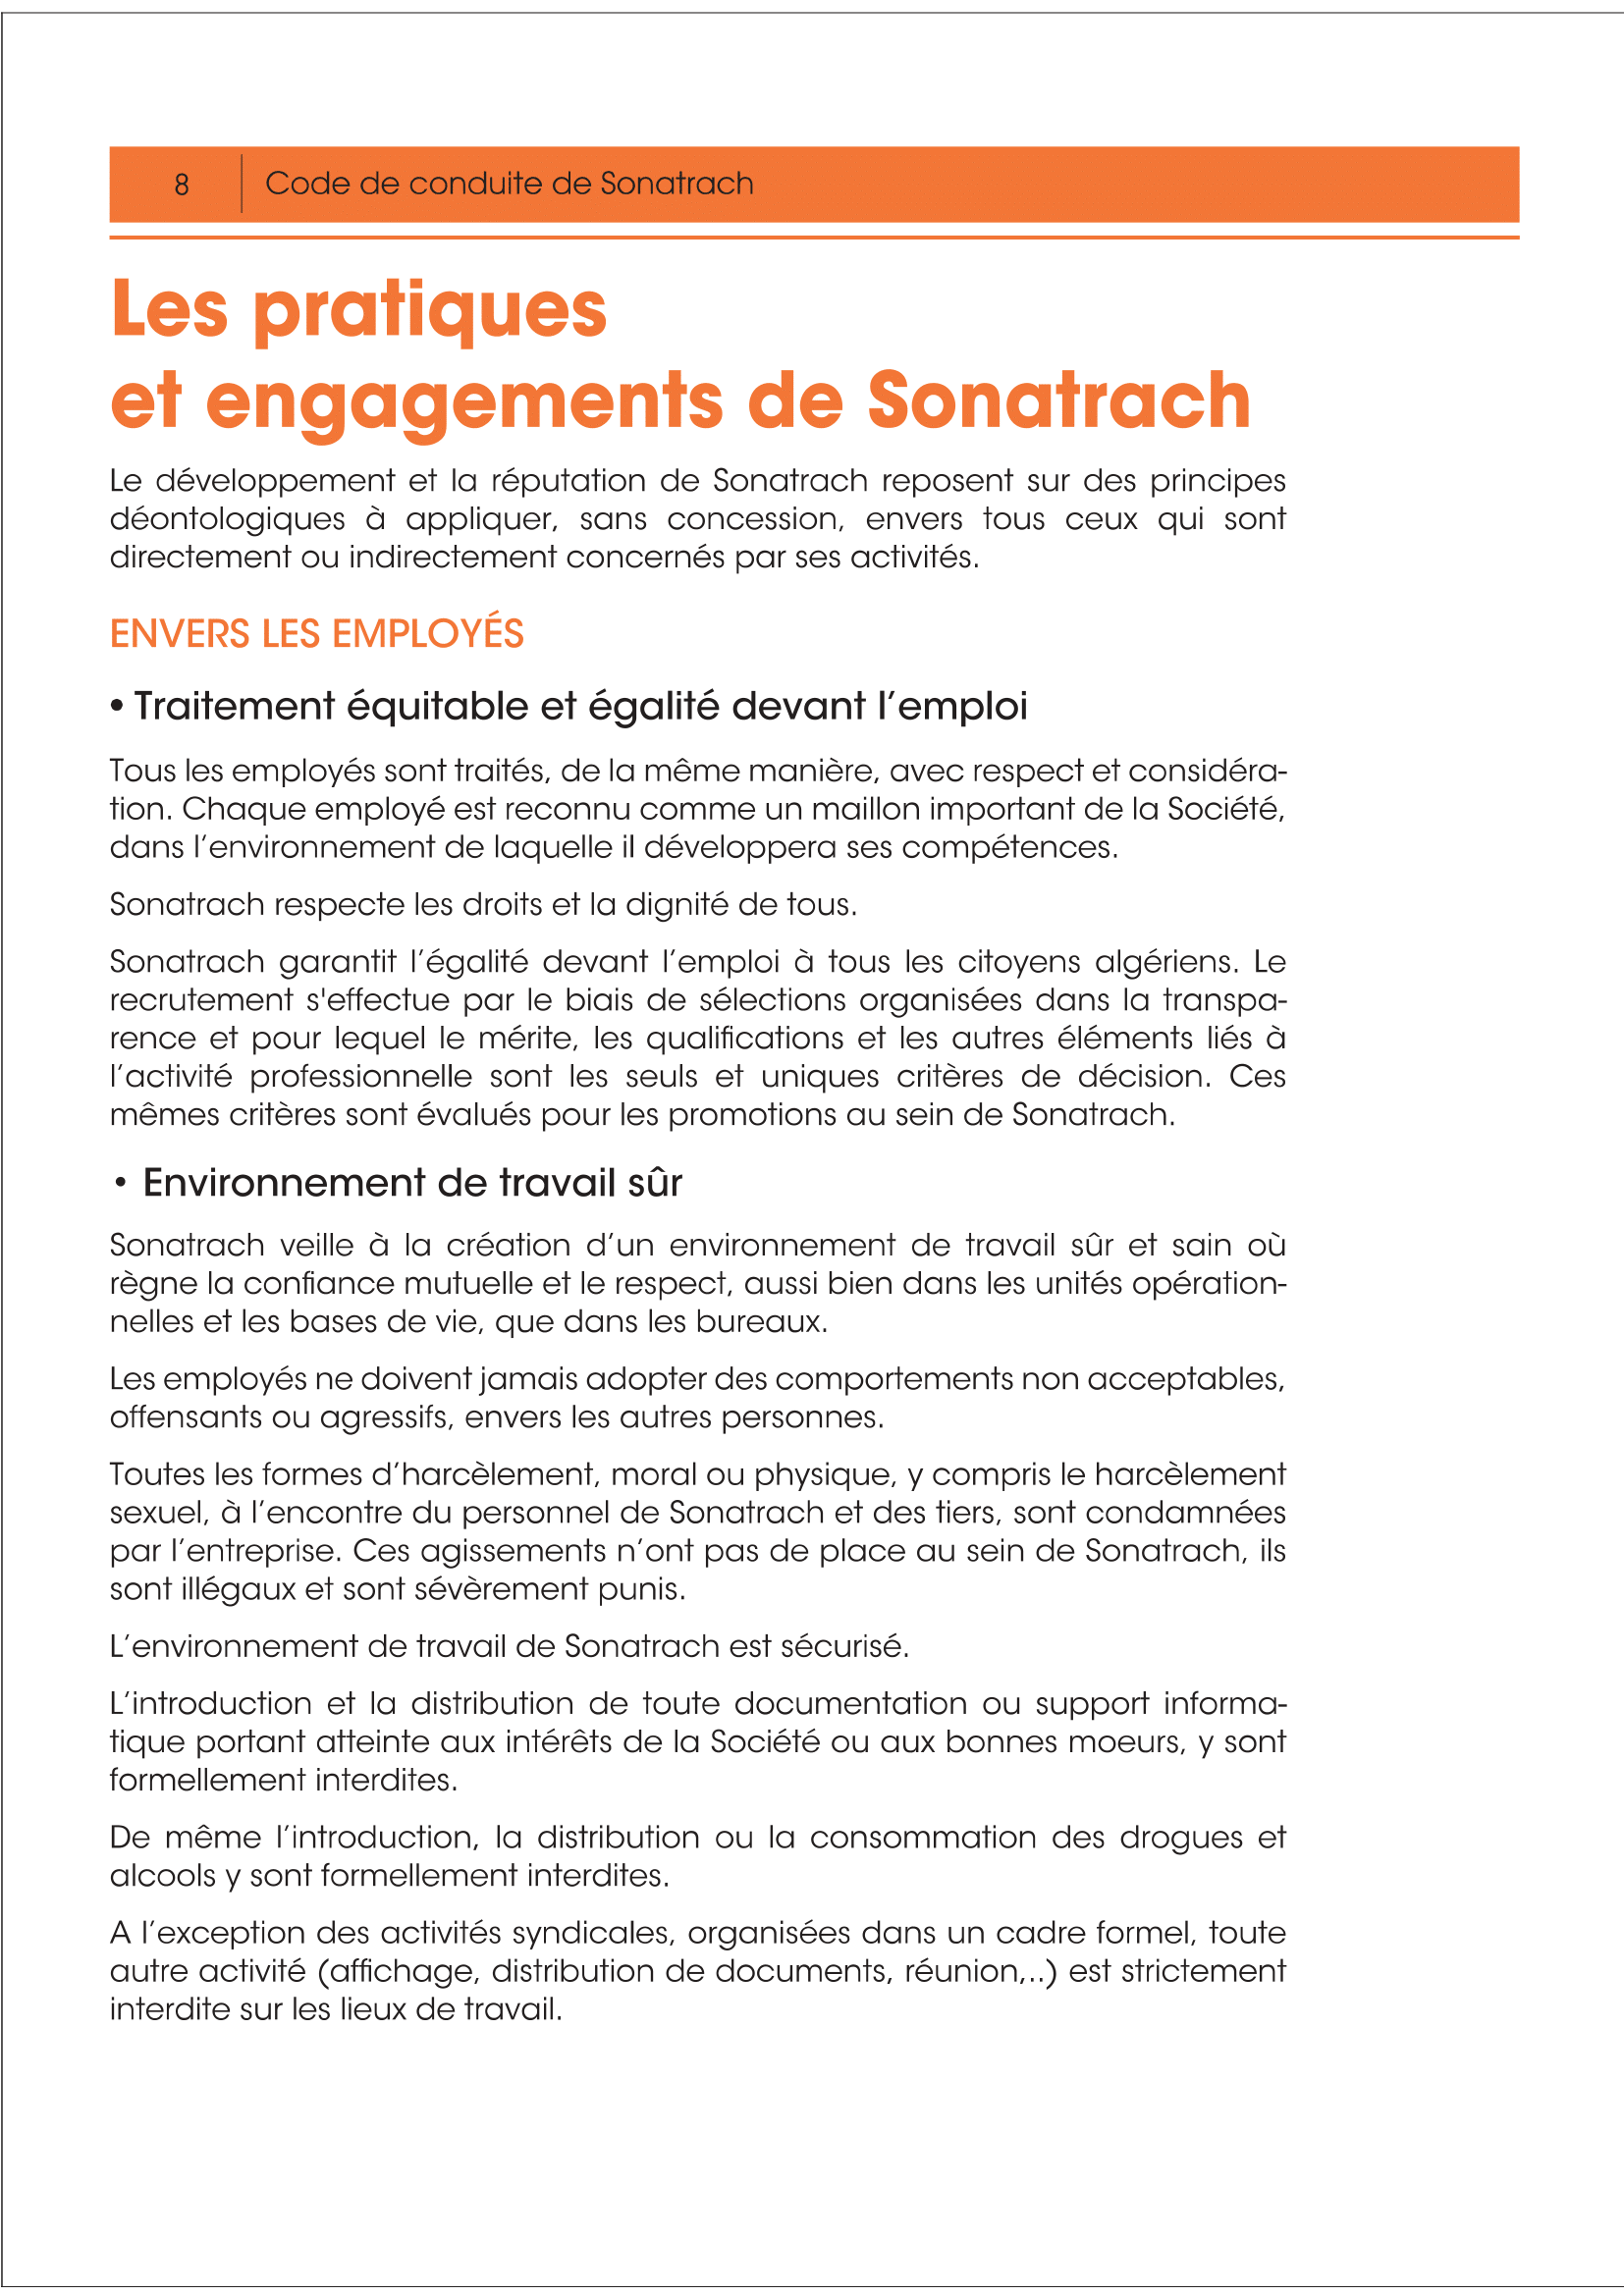 8 Code de conduite de Sonatrach
Les pratiques
et engagements de Sonatrach
Le développement et la réputation de Sonatrach reposent sur des principes
déontologiques à appliquer, sans concession, envers tous ceux qui sont
directement ou indirectement concernés par ses activités.
ENVERS LES EMPLOYÉS
• Traitement équitable et égalité devant l’emploi
Tous les employés sont traités, de la même manière, avec respect et considéra-
tion. Chaque employé est reconnu comme un maillon important de la Société,
dans l’environnement de laquelle il développera ses compétences.
Sonatrach respecte les droits et la dignité de tous.
Sonatrach garantit l’égalité devant l’emploi à tous les citoyens algériens. Le
recrutement s'effectue par le biais de sélections organisées dans la transpa-
rence et pour lequel le mérite, les qualifications et les autres éléments liés à
l’activité professionnelle sont les seuls et uniques critères de décision. Ces
mêmes critères sont évalués pour les promotions au sein de Sonatrach.
• Environnement de travail sûr
Sonatrach veille à la création d’un environnement de travail sûr et sain où
règne la confiance mutuelle et le respect, aussi bien dans les unités opération-
nelles et les bases de vie, que dans les bureaux.
Les employés ne doivent jamais adopter des comportements non acceptables,
offensants ou agressifs, envers les autres personnes.
Toutes les formes d’harcèlement, moral ou physique, y compris le harcèlement
sexuel, à l’encontre du personnel de Sonatrach et des tiers, sont condamnées
par l’entreprise. Ces agissements n’ont pas de place au sein de Sonatrach, ils
sont illégaux et sont sévèrement punis.
L’environnement de travail de Sonatrach est sécurisé.
L’introduction et la distribution de toute documentation ou support informa-
tique portant atteinte aux intérêts de la Société ou aux bonnes moeurs, y sont
formellement interdites.
De même l’introduction, la distribution ou la consommation des drogues et
alcools y sont formellement interdites.
A l’exception des activités syndicales, organisées dans un cadre formel, toute
autre activité (affichage, distribution de documents, réunion,..) est strictement
interdite sur les lieux de travail.